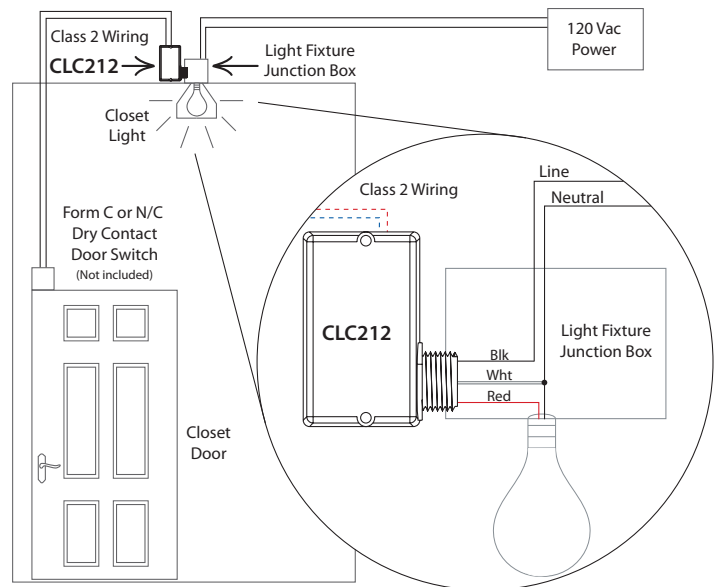 Class 2 Wiring
CLC212
Light Fixture
Junction Box
120 Vac
Power
Closet
Light
Form C or N/C
Dry Contact
Door Switch
(Not included)
Closet
Door
Class 2 Wiring
Line
Neutral
CLC212
Light Fixture
Junction Box
Blk
Wht
Red